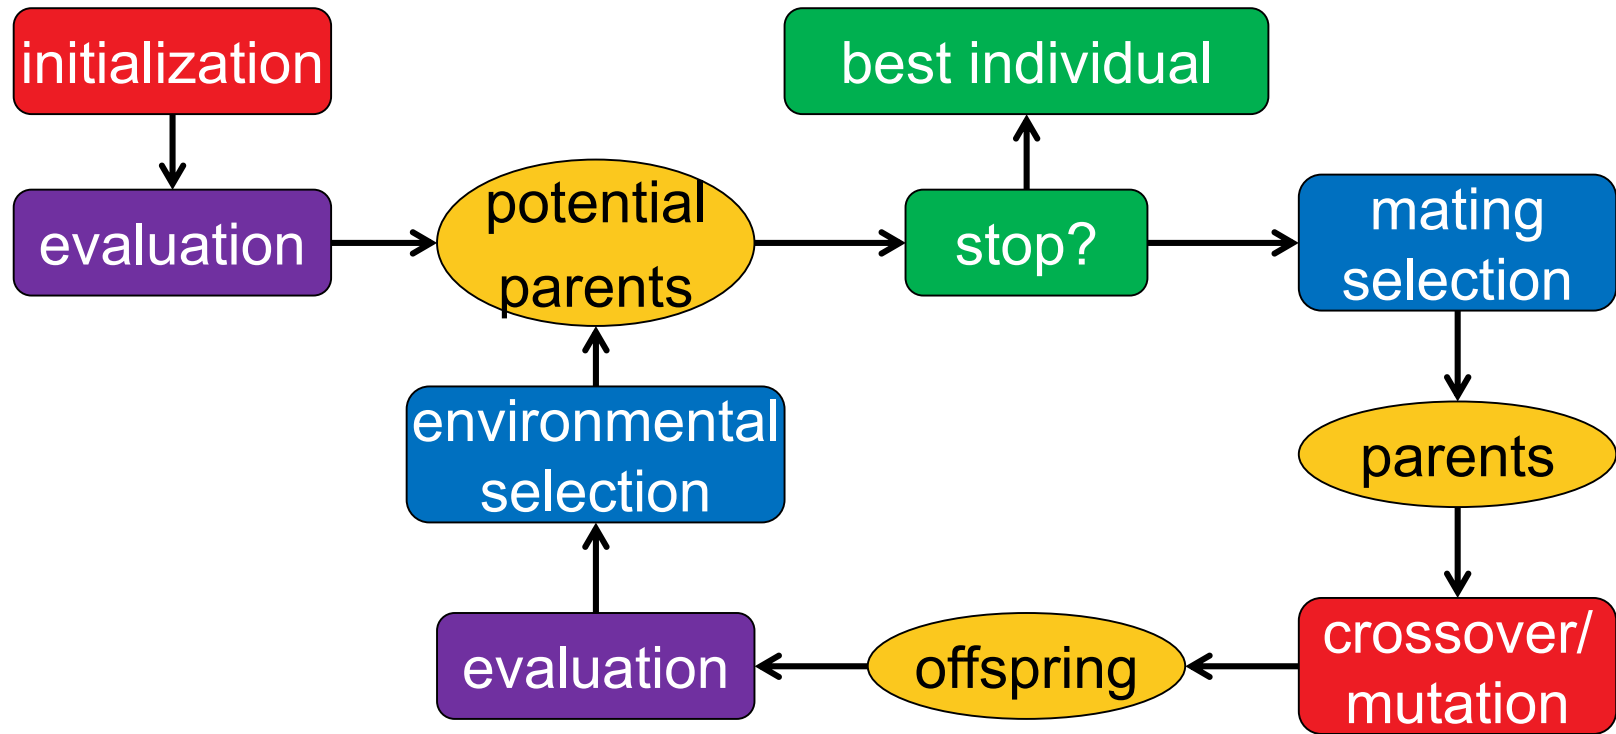 initialization
best individual
evaluation
potential
parents
stop?
mating
selection
environmental
selection
parents
evaluation
offspring
crossover/
mutation